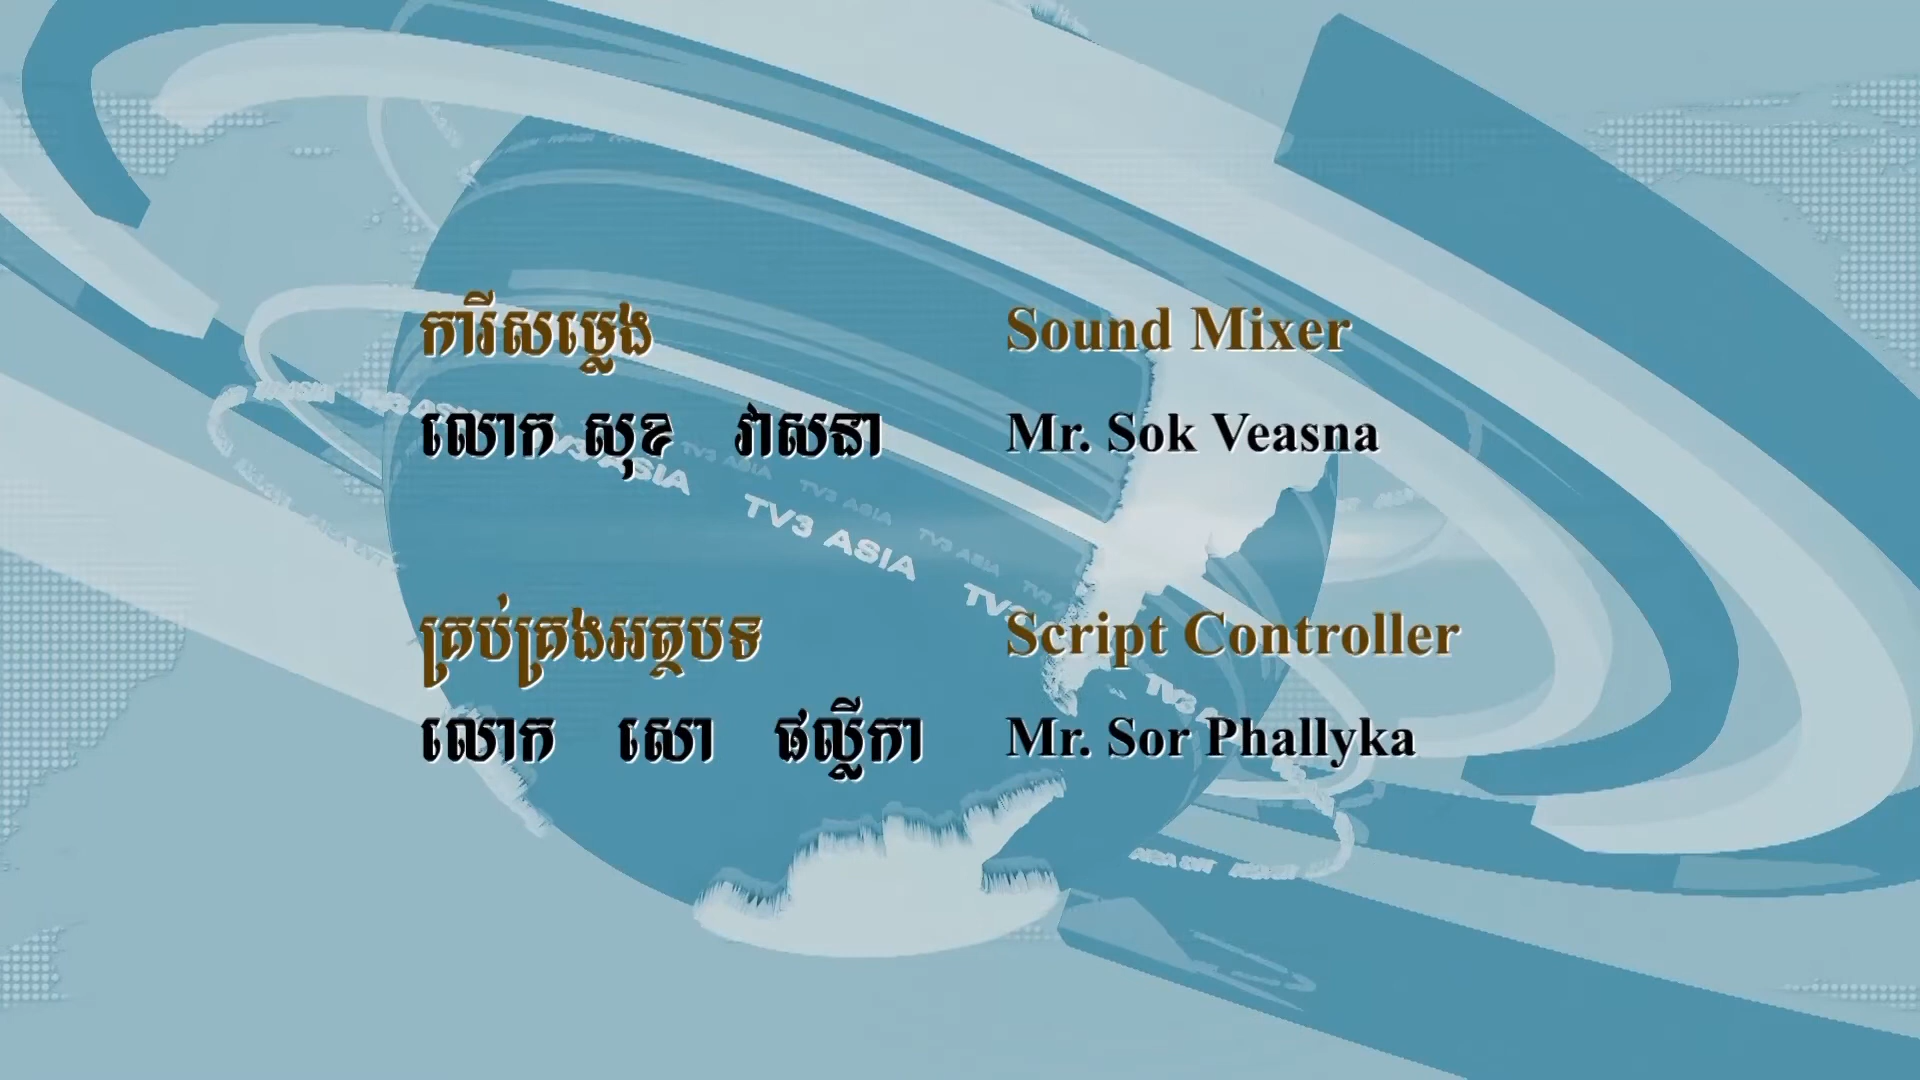 ការីសម្លេង Sound Mixer
លោក សុខ វាសនា Mr. Sok Veasna
TV3 ASIA
គ្រប់គ្រងអត្ថបទ Script Controller
លោក សោ ផល្លីកា Mr. Sor Phallyka